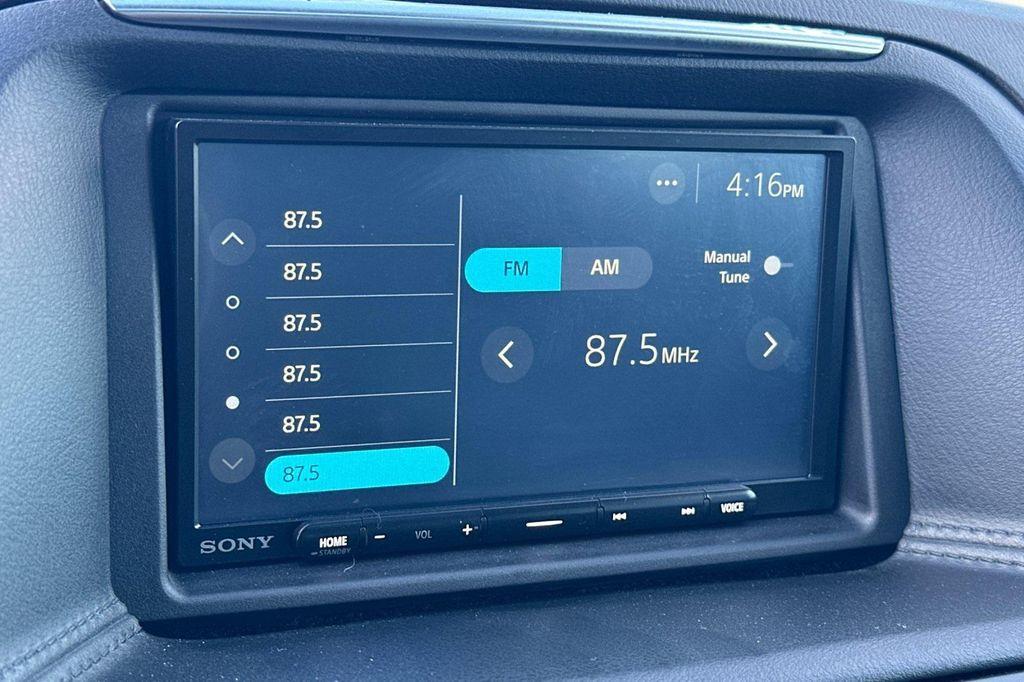 4:16PM
87.5
87.5
87.5
87.5
87.5
87.5
FM
AM
Manual
Tune
87.5MHz
SONY
HOME
STANDBY
VOL
VOICE